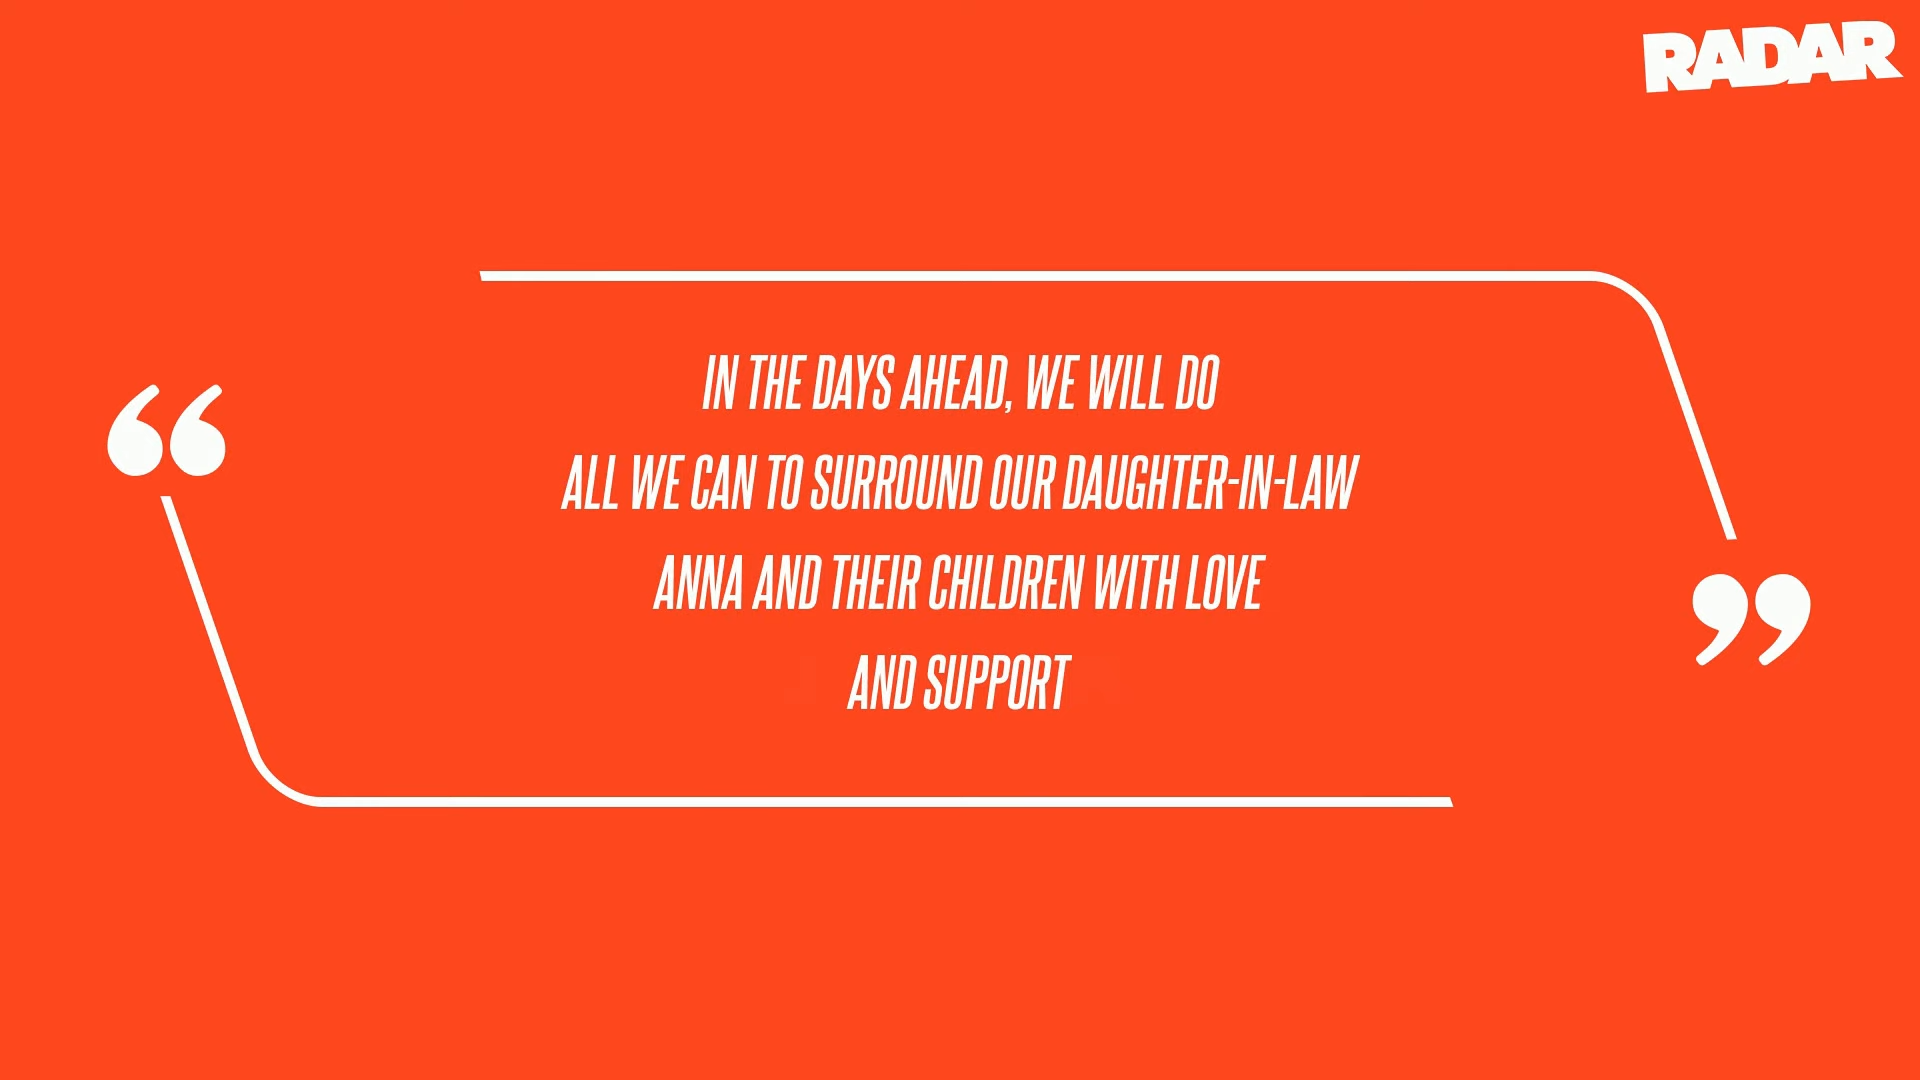 RADAR
“
IN THE DAYS AHEAD, WE WILL DO
ALL WE CAN TO SURROUND OUR DAUGHTER-IN-LAW
ANNA AND THEIR CHILDREN WITH LOVE
AND SUPPORT
”